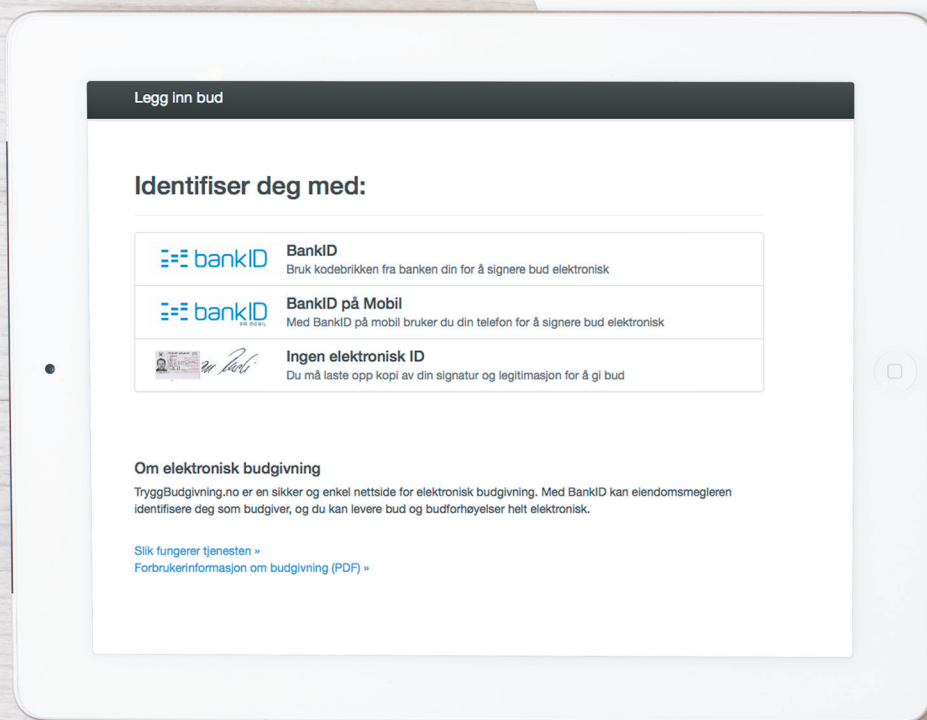 Legg inn bud
Identifiser deg med:
bankID
BankID
Bruk kodebrikken fra banken din for å signere bud elektronisk
bankID
PÅ MOBIL
BankID på Mobil
Med BankID på mobil bruker du din telefon for å signere bud elektronisk
Ingen elektronisk ID
Du må laste opp kopi av din signatur og legitimasjon for å gi bud
Om elektronisk budgivning
TryggBudgivning.no er en sikker og enkel nettside for elektronisk budgivning. Med BankID kan eiendomsmegleren
identifisere deg som budgiver, og du kan levere bud og budforhøyelser helt elektronisk.
Slik fungerer tjenesten »
Forbrukerinformasjon om budgivning (PDF) »